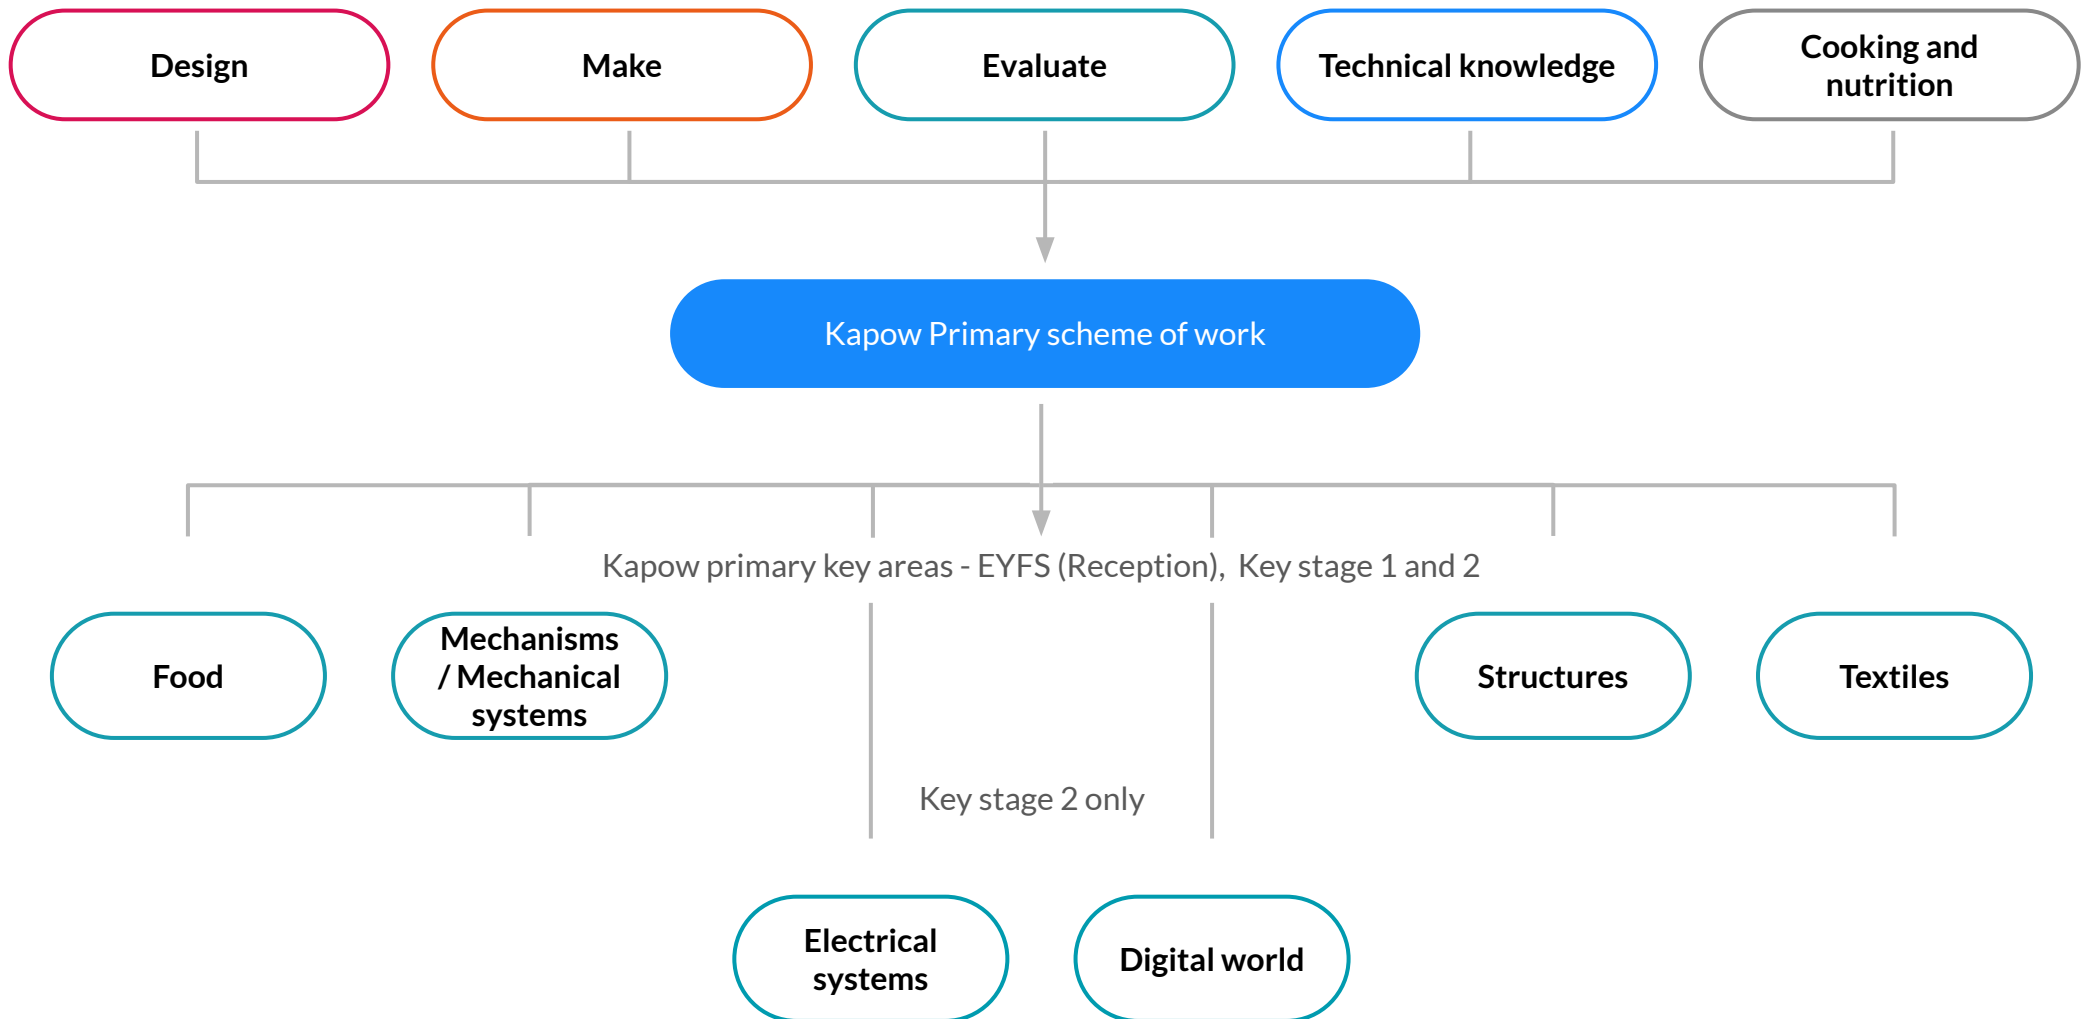 Design
Make
Evaluate
Technical knowledge
Cooking and
nutrition
Kapow Primary scheme of work
Kapow primary key areas - EYFS (Reception),  Key stage 1 and 2
Food
Mechanisms
/ Mechanical
systems
Structures
Textiles
Key stage 2 only
Electrical
systems
Digital world